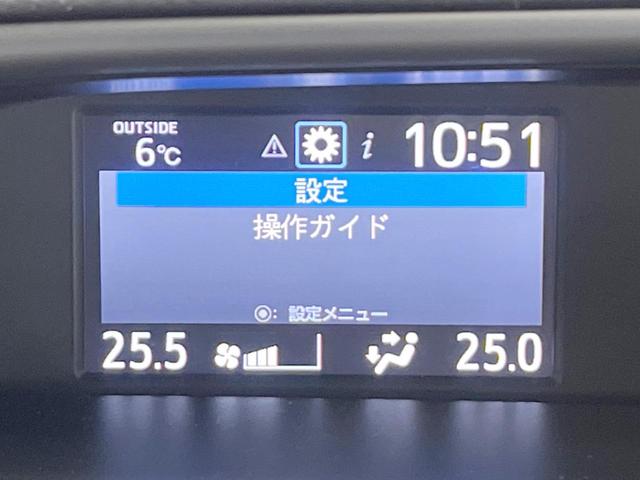 OUTSIDE
6℃
i 10:51
設定
操作ガイド
◉: 設定メニュー
25.5 25.0